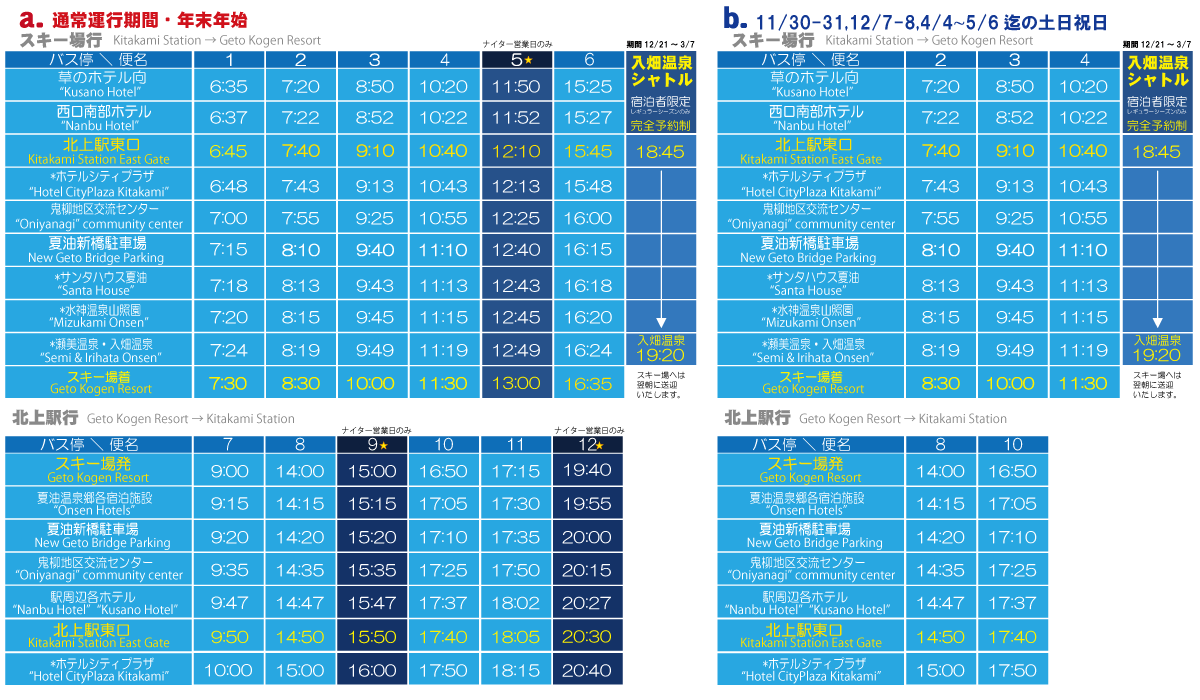 a. 通常運行期間・年末年始
スキー場行 Kitakami Station → Geto Kogen Resort
ナイター営業日のみ
期間 12/21 ～ 3/7
バス停 ＼ 便名 1 2 3 4 5★ 6
入畑温泉
シャトル
宿泊者限定
レギュラーシーズンのみ
完全予約制
草のホテル向 6:35 7:20 8:50 10:20 11:50 15:25
“Kusano Hotel”
西口南部ホテル 6:37 7:22 8:52 10:22 11:52 15:27
“Nanbu Hotel”
北上駅東口 6:45 7:40 9:10 10:40 12:10 15:45 18:45
Kitakami Station East Gate
*ホテルシティプラザ 6:48 7:43 9:13 10:43 12:13 15:48
“Hotel CityPlaza Kitakami”
鬼柳地区交流センター 7:00 7:55 9:25 10:55 12:25 16:00
“Oniyanagi” community center
夏油新橋駐車場 7:15 8:10 9:40 11:10 12:40 16:15
New Geto Bridge Parking
*サンタハウス夏油 7:18 8:13 9:43 11:13 12:43 16:18
“Santa House”
*水神温泉山照園 7:20 8:15 9:45 11:15 12:45 16:20
“Mizukami Onsen”
*瀬美温泉・入畑温泉 7:24 8:19 9:49 11:19 12:49 16:24
“Semi & Irihata Onsen”
入畑温泉
19:20
スキー場着 7:30 8:30 10:00 11:30 13:00 16:35
Geto Kogen Resort
スキー場へは
翌朝に送迎
いたします。
北上駅行 Geto Kogen Resort → Kitakami Station
ナイター営業日のみ ナイター営業日のみ
バス停 ＼ 便名 7 8 9★ 10 11 12★
スキー場発 9:00 14:00 15:00 16:50 17:15 19:40
Geto Kogen Resort
夏油温泉郷各宿泊施設 9:15 14:15 15:15 17:05 17:30 19:55
“Onsen Hotels”
夏油新橋駐車場 9:20 14:20 15:20 17:10 17:35 20:00
New Geto Bridge Parking
鬼柳地区交流センター 9:35 14:35 15:35 17:25 17:50 20:15
“Oniyanagi” community center
駅周辺各ホテル 9:47 14:47 15:47 17:37 18:02 20:27
“Nanbu Hotel” “Kusano Hotel”
北上駅東口 9:50 14:50 15:50 17:40 18:05 20:30
Kitakami Station East Gate
*ホテルシティプラザ 10:00 15:00 16:00 17:50 18:15 20:40
“Hotel CityPlaza Kitakami”
b. 11/30-31,12/7-8,4/4~5/6 迄の土日祝日
スキー場行 Kitakami Station → Geto Kogen Resort
期間 12/21 ～ 3/7
バス停 ＼ 便名 2 3 4
入畑温泉
シャトル
宿泊者限定
レギュラーシーズンのみ
完全予約制
草のホテル向 7:20 8:50 10:20
“Kusano Hotel”
西口南部ホテル 7:22 8:52 10:22
“Nanbu Hotel”
北上駅東口 7:40 9:10 10:40 18:45
Kitakami Station East Gate
*ホテルシティプラザ 7:43 9:13 10:43
“Hotel CityPlaza Kitakami”
鬼柳地区交流センター 7:55 9:25 10:55
“Oniyanagi” community center
夏油新橋駐車場 8:10 9:40 11:10
New Geto Bridge Parking
*サンタハウス夏油 8:13 9:43 11:13
“Santa House”
*水神温泉山照園 8:15 9:45 11:15
“Mizukami Onsen”
*瀬美温泉・入畑温泉 8:19 9:49 11:19
“Semi & Irihata Onsen”
入畑温泉
19:20
スキー場着 8:30 10:00 11:30
Geto Kogen Resort
スキー場へは
翌朝に送迎
いたします。
北上駅行 Geto Kogen Resort → Kitakami Station
バス停 ＼ 便名 8 10
スキー場発 14:00 16:50
Geto Kogen Resort
夏油温泉郷各宿泊施設 14:15 17:05
“Onsen Hotels”
夏油新橋駐車場 14:20 17:10
New Geto Bridge Parking
鬼柳地区交流センター 14:35 17:25
“Oniyanagi” community center
駅周辺各ホテル 14:47 17:37
“Nanbu Hotel” “Kusano Hotel”
北上駅東口 14:50 17:40
Kitakami Station East Gate
*ホテルシティプラザ 15:00 17:50
“Hotel CityPlaza Kitakami”